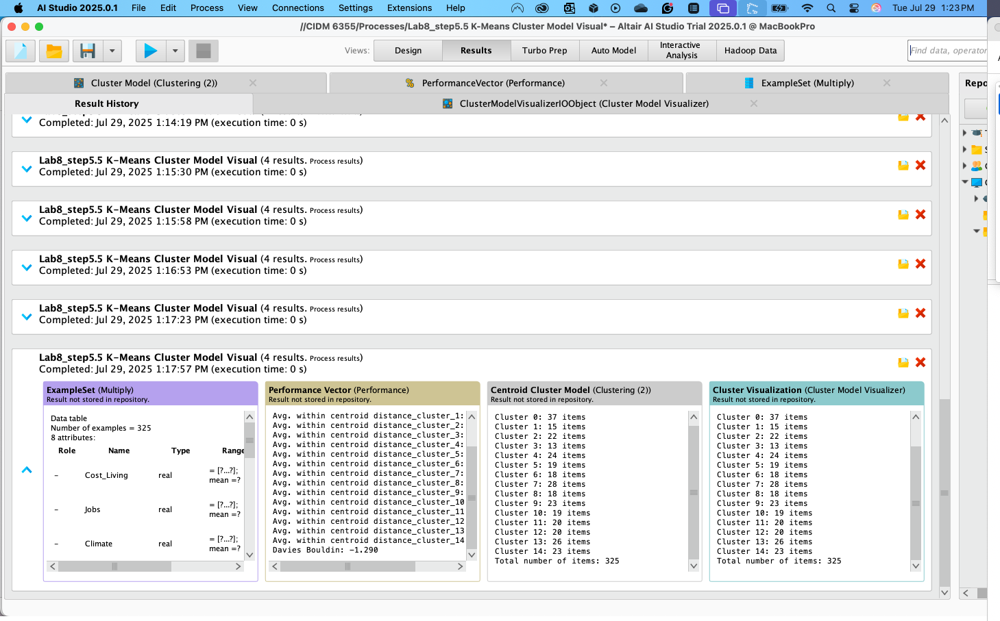 AI Studio 2025.0.1 File Edit Process View Connections Settings Extensions Help Tue Jul 29 1:23 PM
//CIDM 6355/Processes/Lab8_step5.5 K-Means Cluster Model Visual* – Altair AI Studio Trial 2025.0.1 @ MacBookPro
Views: Design Results Turbo Prep Auto Model Interactive Analysis Hadoop Data Find data, operator
Cluster Model (Clustering (2)) PerformanceVector (Performance) ExampleSet (Multiply)
Repo
Result History ClusterModelVisualizerIOObject (Cluster Model Visualizer)
Completed: Jul 29, 2025 1:14:19 PM (execution time: 0 s)
Lab8_step5.5 K-Means Cluster Model Visual (4 results. Process results)
Completed: Jul 29, 2025 1:15:30 PM (execution time: 0 s)
Lab8_step5.5 K-Means Cluster Model Visual (4 results. Process results)
Completed: Jul 29, 2025 1:15:58 PM (execution time: 0 s)
Lab8_step5.5 K-Means Cluster Model Visual (4 results. Process results)
Completed: Jul 29, 2025 1:16:53 PM (execution time: 0 s)
Lab8_step5.5 K-Means Cluster Model Visual (4 results. Process results)
Completed: Jul 29, 2025 1:17:23 PM (execution time: 0 s)
Lab8_step5.5 K-Means Cluster Model Visual (4 results. Process results)
Completed: Jul 29, 2025 1:17:57 PM (execution time: 0 s)
ExampleSet (Multiply)
Result not stored in repository.
Data table
Number of examples = 325
8 attributes:
Role Name Type Range
– Cost_Living real = [?...?]; mean =?
– Jobs real = [?...?]; mean =?
– Climate real = [?...?]; mean =?
Performance Vector (Performance)
Result not stored in repository.
Avg. within centroid distance_cluster_1:
Avg. within centroid distance_cluster_2:
Avg. within centroid distance_cluster_3:
Avg. within centroid distance_cluster_4:
Avg. within centroid distance_cluster_5:
Avg. within centroid distance_cluster_6:
Avg. within centroid distance_cluster_7:
Avg. within centroid distance_cluster_8:
Avg. within centroid distance_cluster_9:
Avg. within centroid distance_cluster_10
Avg. within centroid distance_cluster_11
Avg. within centroid distance_cluster_12
Avg. within centroid distance_cluster_13
Avg. within centroid distance_cluster_14
Davies Bouldin: -1.290
Centroid Cluster Model (Clustering (2))
Result not stored in repository.
Cluster 0: 37 items
Cluster 1: 15 items
Cluster 2: 22 items
Cluster 3: 13 items
Cluster 4: 24 items
Cluster 5: 19 items
Cluster 6: 18 items
Cluster 7: 28 items
Cluster 8: 18 items
Cluster 9: 23 items
Cluster 10: 19 items
Cluster 11: 20 items
Cluster 12: 20 items
Cluster 13: 26 items
Cluster 14: 23 items
Total number of items: 325
Cluster Visualization (Cluster Model Visualizer)
Result not stored in repository.
Cluster 0: 37 items
Cluster 1: 15 items
Cluster 2: 22 items
Cluster 3: 13 items
Cluster 4: 24 items
Cluster 5: 19 items
Cluster 6: 18 items
Cluster 7: 28 items
Cluster 8: 18 items
Cluster 9: 23 items
Cluster 10: 19 items
Cluster 11: 20 items
Cluster 12: 20 items
Cluster 13: 26 items
Cluster 14: 23 items
Total number of items: 325